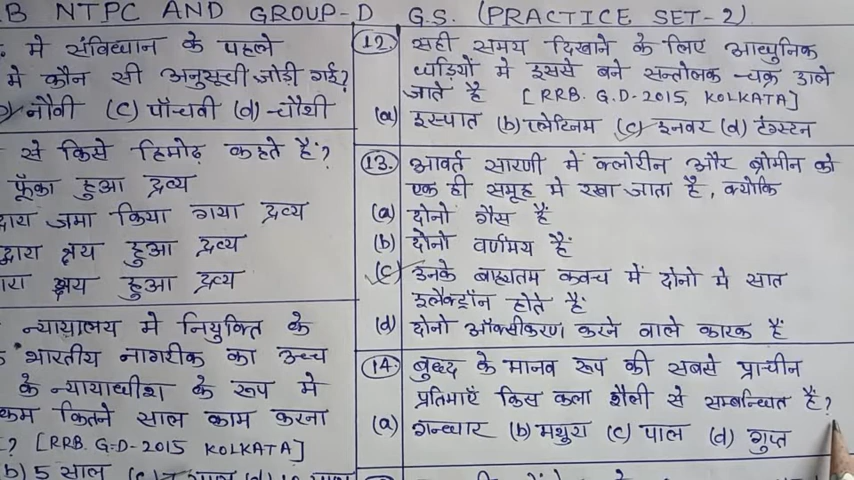 B NTPC AND GROUP-D G.S. (PRACTICE SET-2)
में संविधान के पहले
मे कौन सी अनुसूची जोड़ी गई?
नौवी (c) पॉचवी (d) चौथी
से किसे हिमोढ़ कहते हैं?
फूँका हुआ द्रव्य
द्वारा जमा किया गया द्रव्य
द्वारा क्षय हुआ द्रव्य
क्षय हुआ द्रव्य
न्यायालय मे नियुक्ति के
भारतीय नागरीक का उच्च
के न्यायाधीश के रूप मे
कम कितने साल काम करना
? [RRB. G.D-2015 KOLKATA]
b) 5 साल
12. सही समय दिखाने के लिए आधुनिक
घड़ियों मे इससे बने सन्तोलक चक्र डाले
जाते है [RRB. G.D-2015, KOLKATA]
(a) इस्पात (b) प्लेटिनम (c) इनवर (d) टंग्स्टन
13. आवर्त सारणी में क्लोरीन और ब्रोमीन को
एक ही समूह मे रखा जाता है, क्योकि
(a) दोनो गैस हैं
(b) दोनो वर्णमय हैं
(c) उनके बाह्यतम कवच में दोनो मे सात
इलैक्ट्रॉन होते हैं
(d) दोनो ऑक्सीकरण करने वाले कारक हैं
14. बुद्ध के मानव रूप की सबसे प्राचीन
प्रतिमाएँ किस कला शैली से सम्बन्धित हैं?
(a) गन्धार (b) मथुरा (c) पाल (d) गुप्त